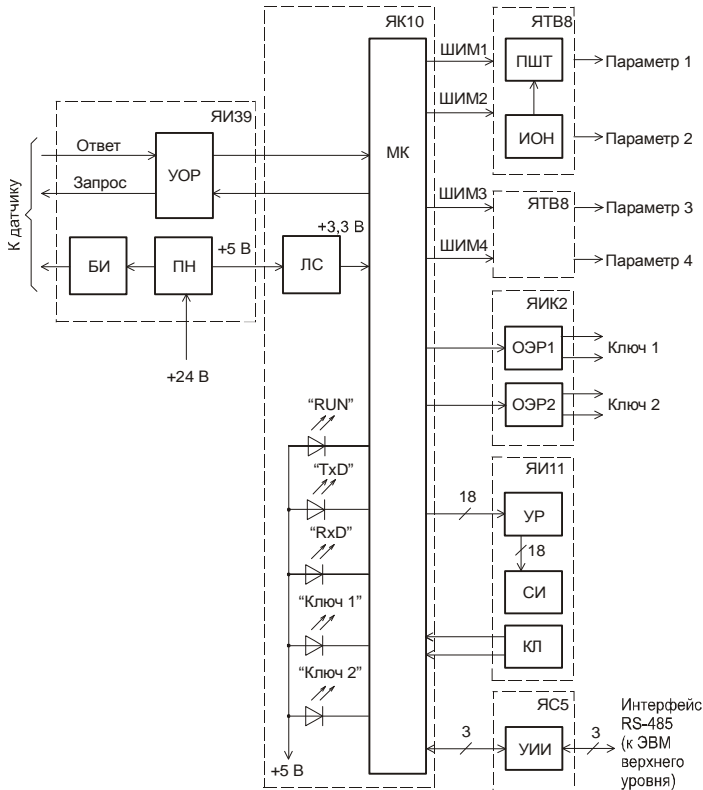 ЯК10
ЯТВ8
ШИМ1
ПШТ
Параметр 1
ШИМ2
ИОН
Параметр 2
ЯИ39
МК
Ответ
УОР
Запрос
К датчику
ЯТВ8
ШИМ3
Параметр 3
ШИМ4
Параметр 4
+3,3 В
+5 В
БИ
ПН
ЛС
+24 В
ЯИК2
ОЭР1
Ключ 1
ОЭР2
Ключ 2
“RUN”
“TxD”
“RxD”
“Ключ 1”
“Ключ 2”
+5 В
ЯИ11
18
УР
18
СИ
КЛ
ЯС5
3
УИИ
3
Интерфейс
RS-485
(к ЭВМ
верхнего
уровня)